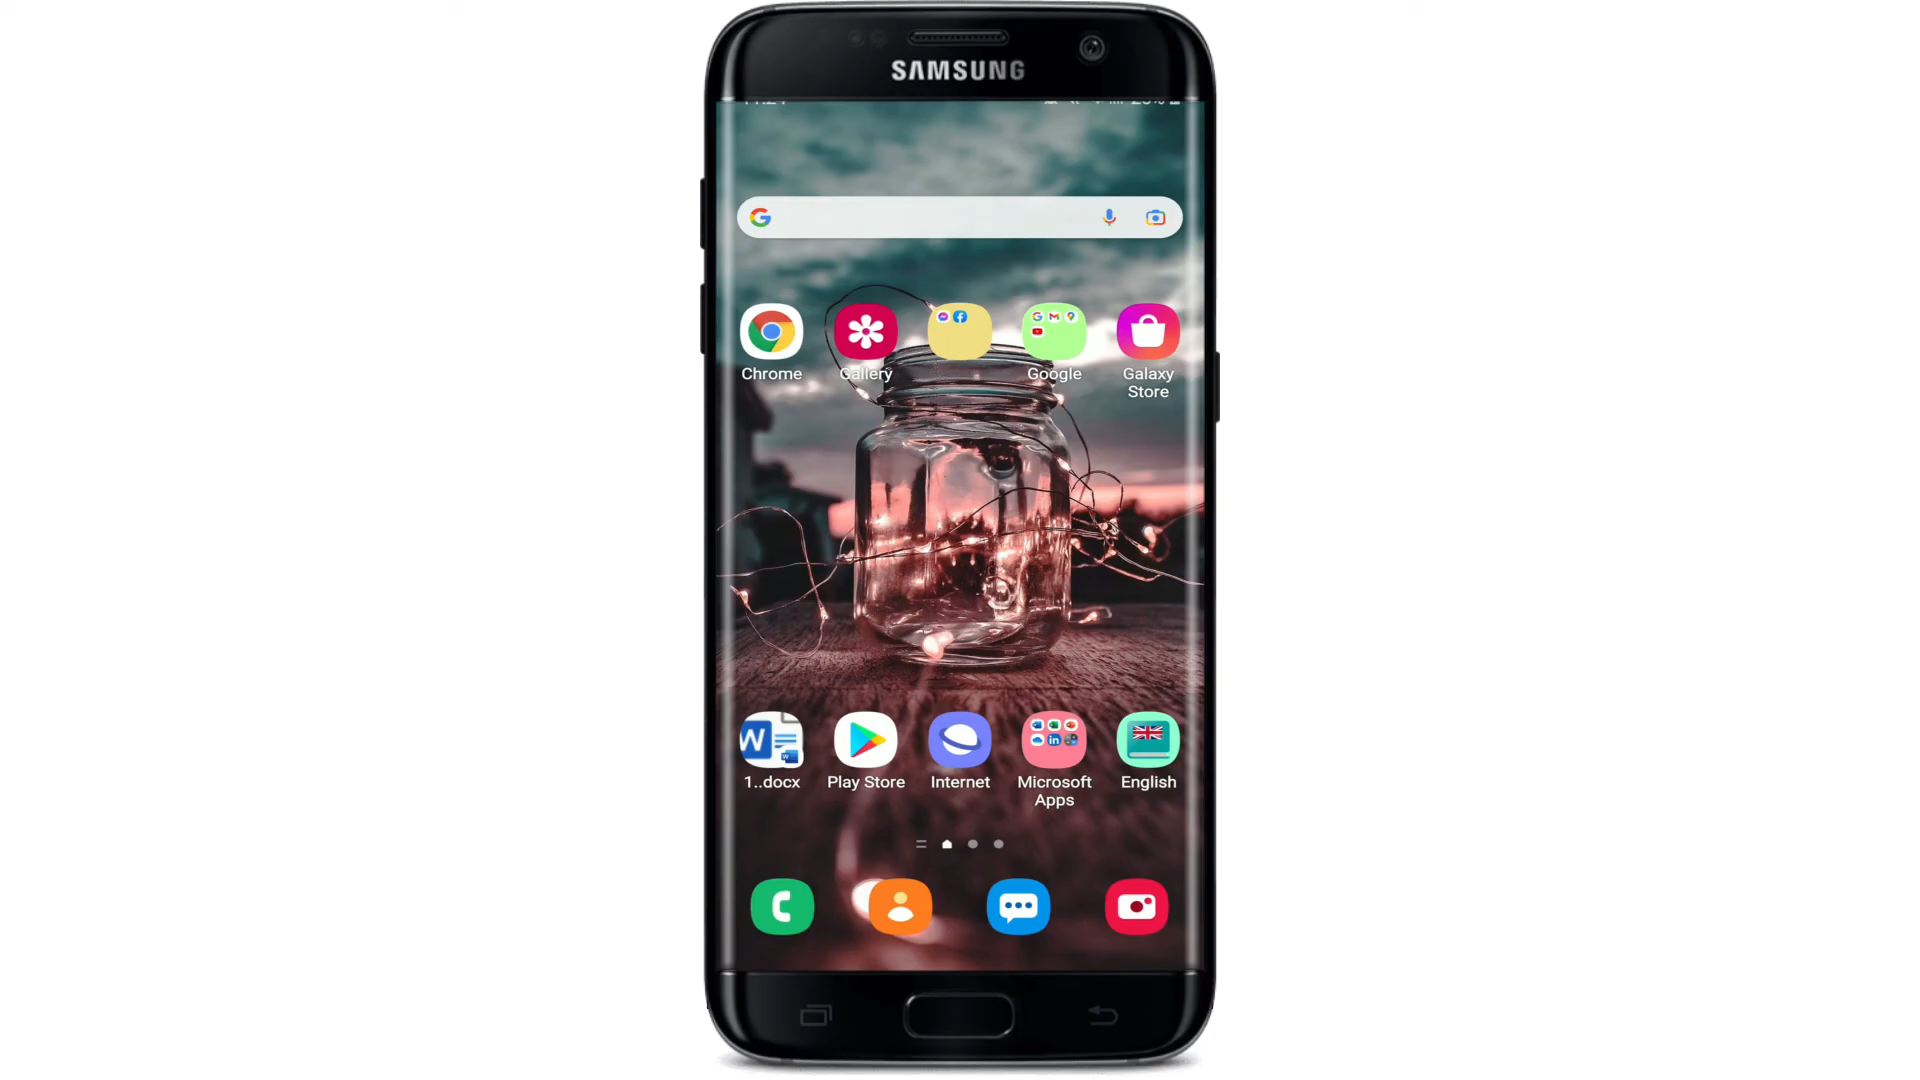 SAMSUNG
Chrome
Gallery
Google
Galaxy
Store
1..docx
Play Store
Internet
Microsoft
Apps
English